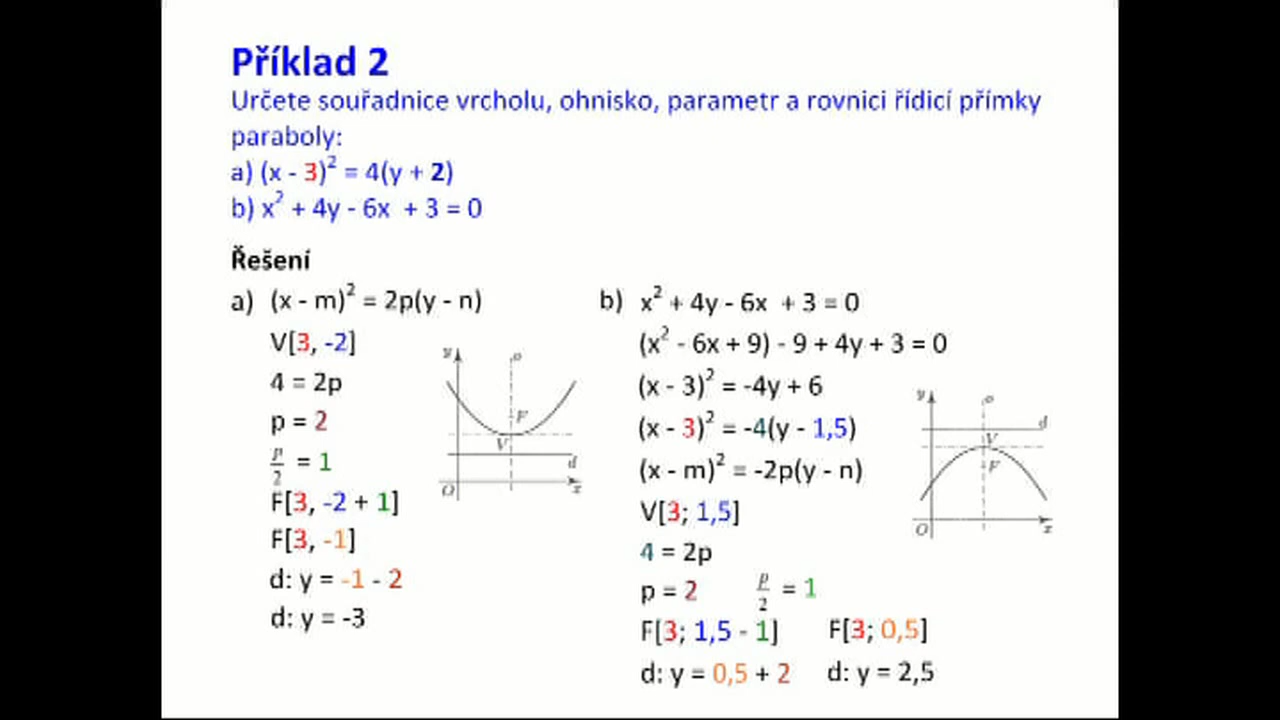 Příklad 2
Určete souřadnice vrcholu, ohnisko, parametr a rovnici řídicí přímky
paraboly:
a) (x - 3)² = 4(y + 2)
b) x² + 4y - 6x + 3 = 0
Řešení
a) (x - m)² = 2p(y - n)
V[3, -2]
4 = 2p
p = 2
p/2 = 1
F[3, -2 + 1]
F[3, -1]
d: y = -1 - 2
d: y = -3
y
o
F
V
d
O
x
b) x² + 4y - 6x + 3 = 0
(x² - 6x + 9) - 9 + 4y + 3 = 0
(x - 3)² = -4y + 6
(x - 3)² = -4(y - 1,5)
(x - m)² = -2p(y - n)
V[3; 1,5]
4 = 2p
p = 2 p/2 = 1
F[3; 1,5 - 1] F[3; 0,5]
d: y = 0,5 + 2 d: y = 2,5
y
o
d
V
F
O
x